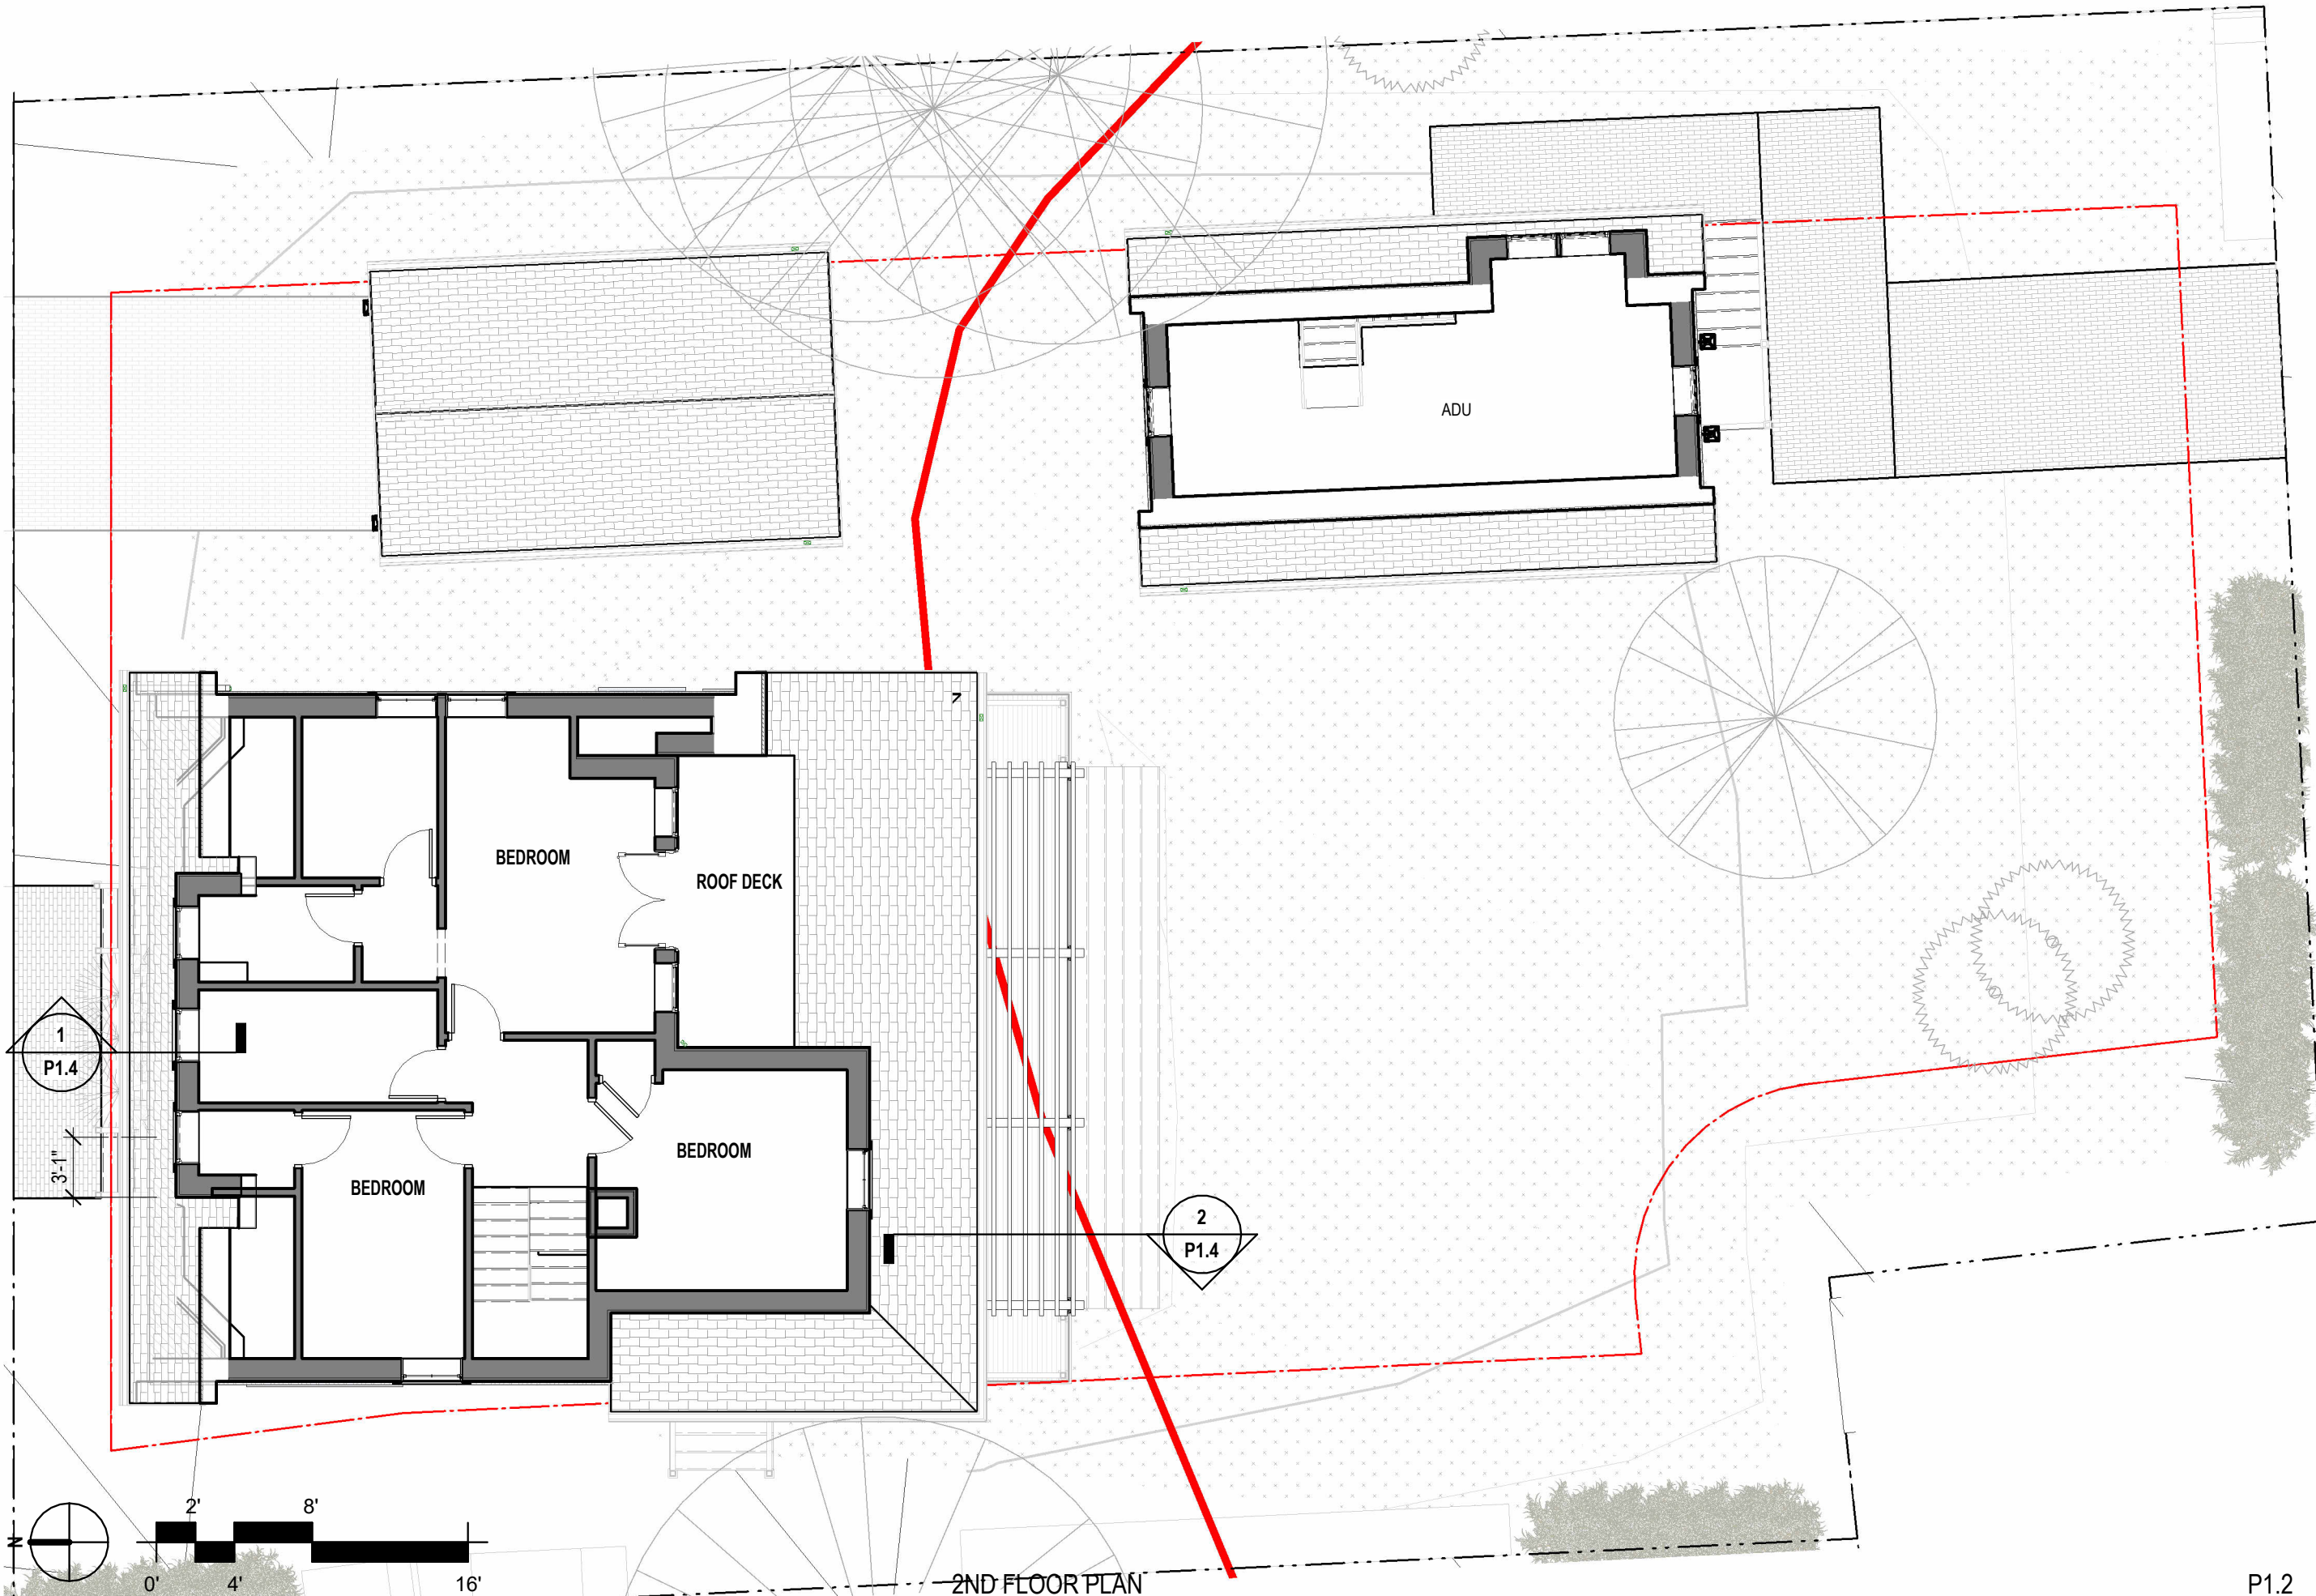 ADU
BEDROOM
ROOF DECK
1
P1.4
3'-1"
BEDROOM
BEDROOM
2
P1.4
N
2'
8'
0'
4'
16'
2ND FLOOR PLAN
P1.2